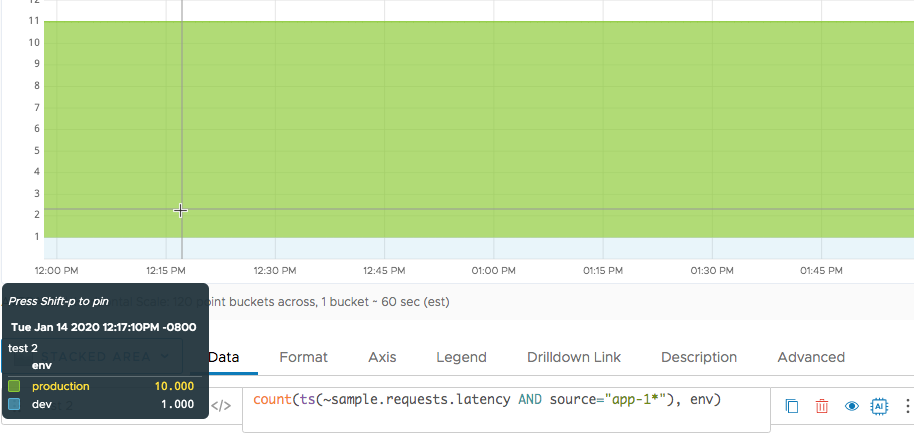 12
11
10
9
8
7
6
5
4
3
2
1
12:00 PM
12:15 PM
12:30 PM
12:45 PM
01:00 PM
01:15 PM
01:30 PM
01:45 PM
Press Shift-p to pin
point buckets across, 1 bucket ~ 60 sec (est)
Tue Jan 14 2020 12:17:10PM -0800
test 2
env
production 10.000
dev 1.000
STACKED AREA
Data
Format
Axis
Legend
Drilldown Link
Description
Advanced
</>
count(ts(~sample.requests.latency AND source="app-1*"), env)
AI